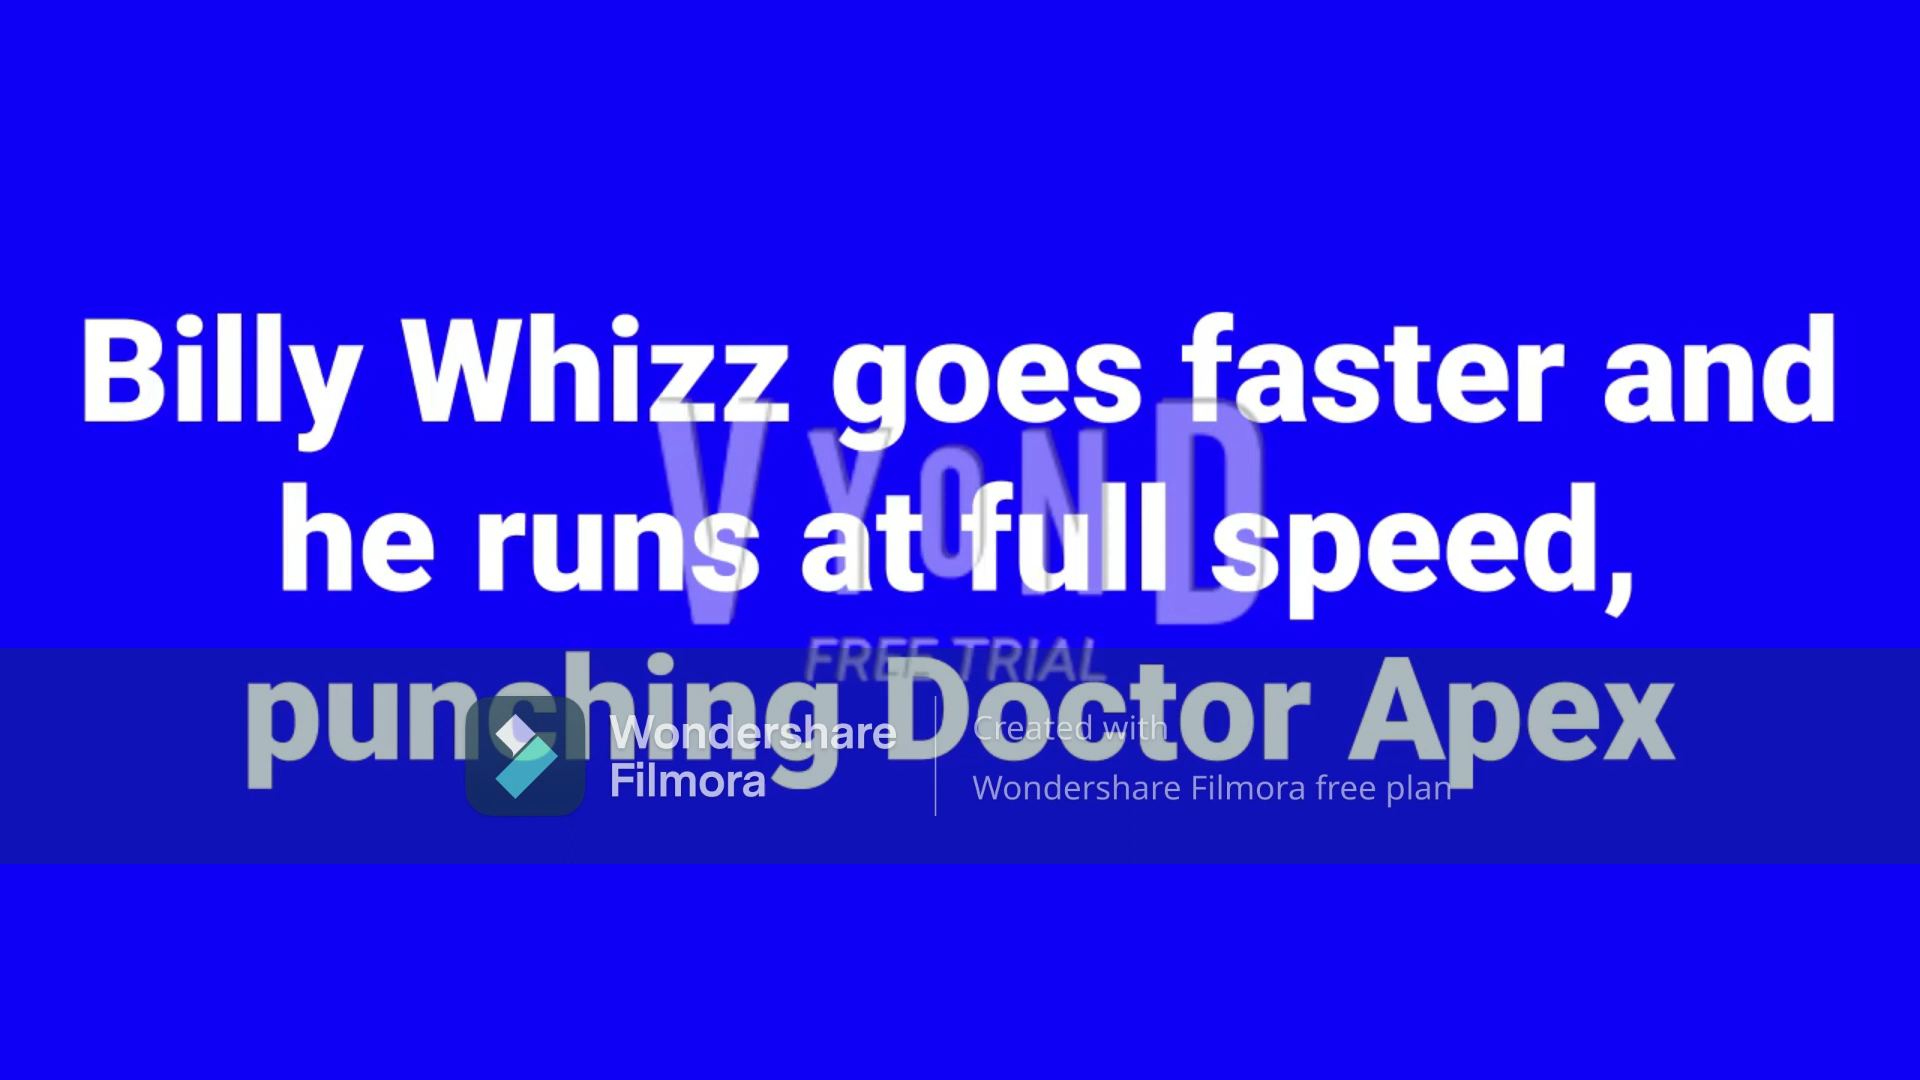 Billy Whizz goes faster and
VYOND
he runs at full speed,
FREE TRIAL
punching Doctor Apex
Wondershare
Filmora
Created with
Wondershare Filmora free plan